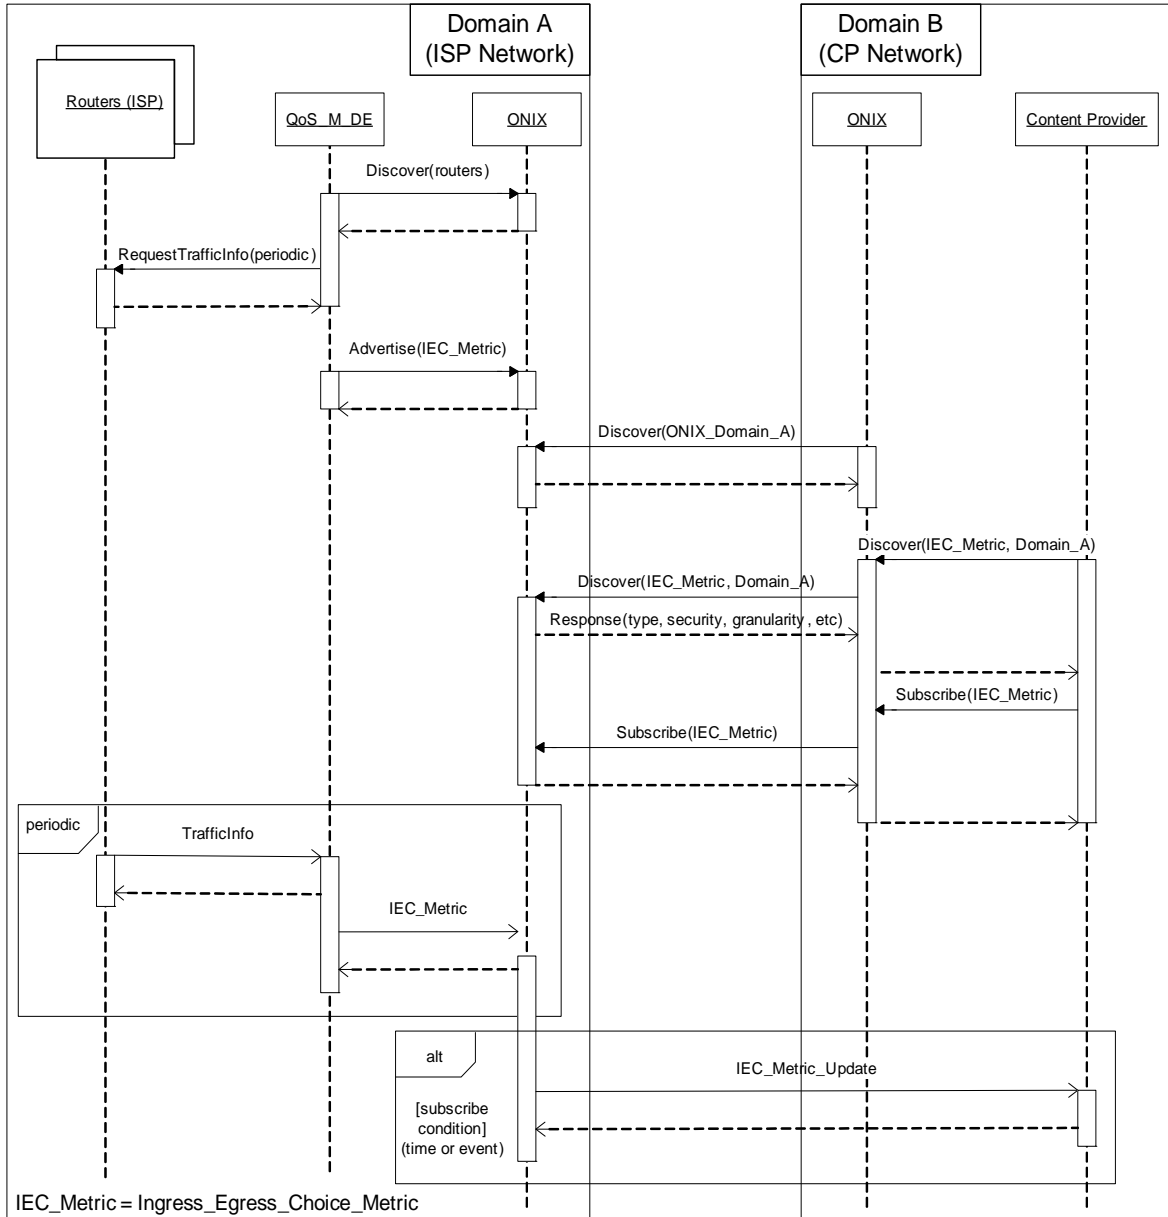 Domain A
(ISP Network)
Domain B
(CP Network)
Routers (ISP)
QoS_M_DE
ONIX
ONIX
Content Provider
Discover(routers)
RequestTrafficInfo(periodic)
Advertise(IEC_Metric)
Discover(ONIX_Domain_A)
Discover(IEC_Metric, Domain_A)
Discover(IEC_Metric, Domain_A)
Response(type, security, granularity, etc)
Subscribe(IEC_Metric)
Subscribe(IEC_Metric)
periodic
TrafficInfo
IEC_Metric
alt
IEC_Metric_Update
[subscribe
condition]
(time or event)
IEC_Metric = Ingress_Egress_Choice_Metric